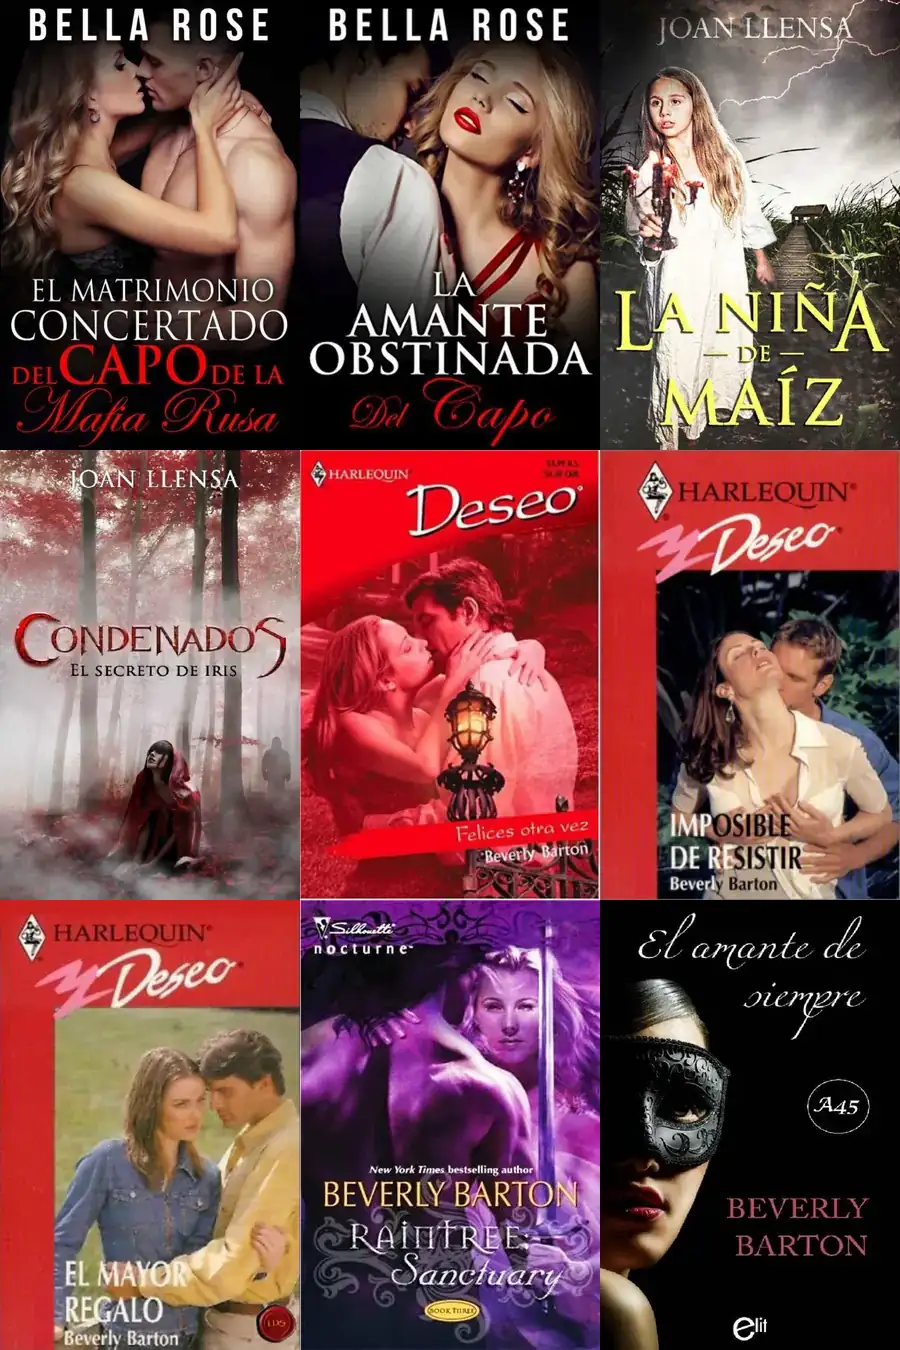 BELLA ROSE
EL MATRIMONIO
CONCERTADO
DEL CAPO DE LA
Mafia Rusa
BELLA ROSE
LA
AMANTE
OBSTINADA
Del Capo
JOAN LLENSA
LA NIÑA
DE
MAÍZ
JOAN LLENSA
CONDENADOS
EL SECRETO DE IRIS
HARLEQUIN
Deseo
Felices otra vez
Beverly Barton
HARLEQUIN
Deseo
IMPOSIBLE
DE RESISTIR
Beverly Barton
HARLEQUIN
Deseo
EL MAYOR
REGALO
Beverly Barton
Silhouette
nocturne
New York Times bestselling author
BEVERLY BARTON
RAINTREE:
Sanctuary
BOOK THREE
El amante de
siempre
A45
BEVERLY
BARTON
elit